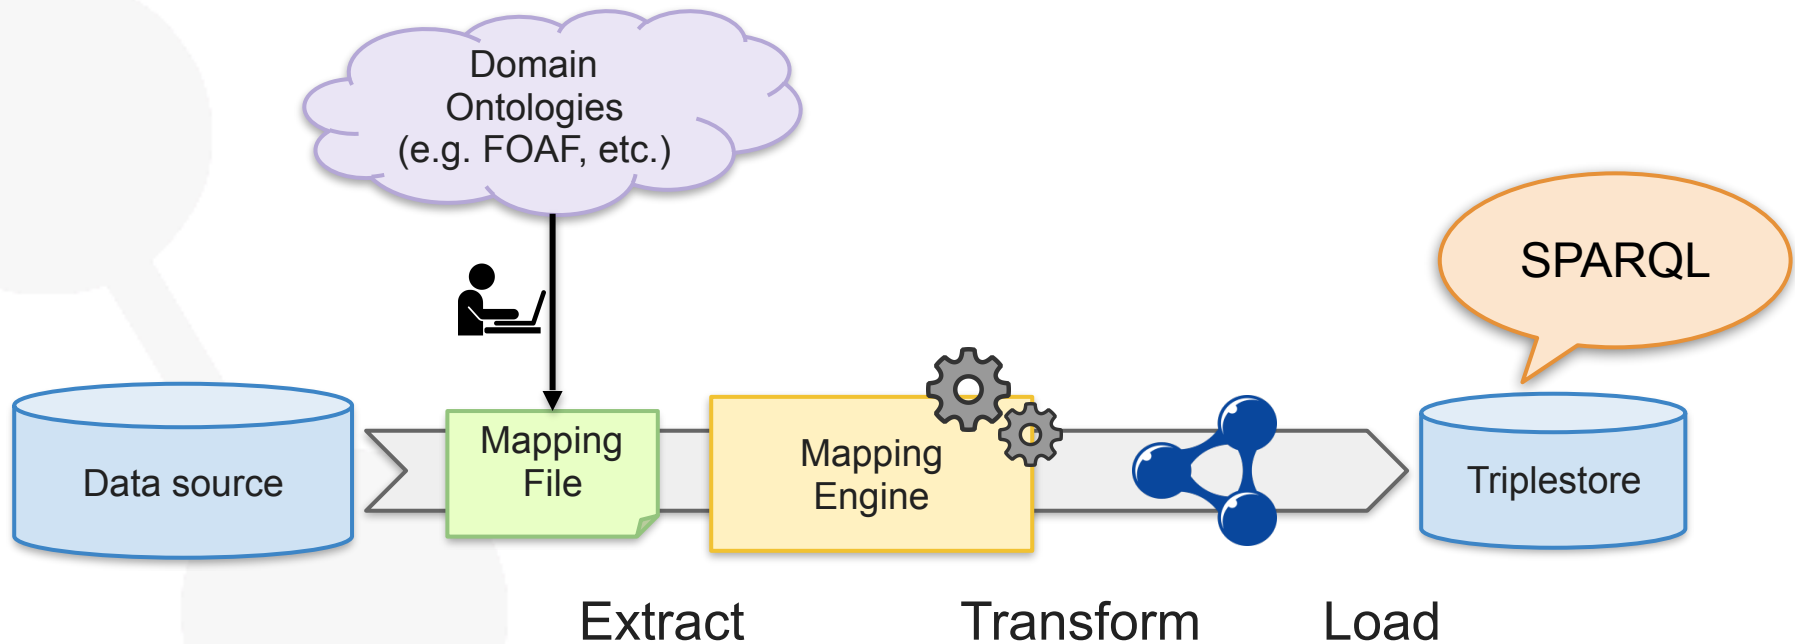 Domain
Ontologies
(e.g. FOAF, etc.)
SPARQL
Data source
Mapping
File
Mapping
Engine
Triplestore
Extract
Transform
Load